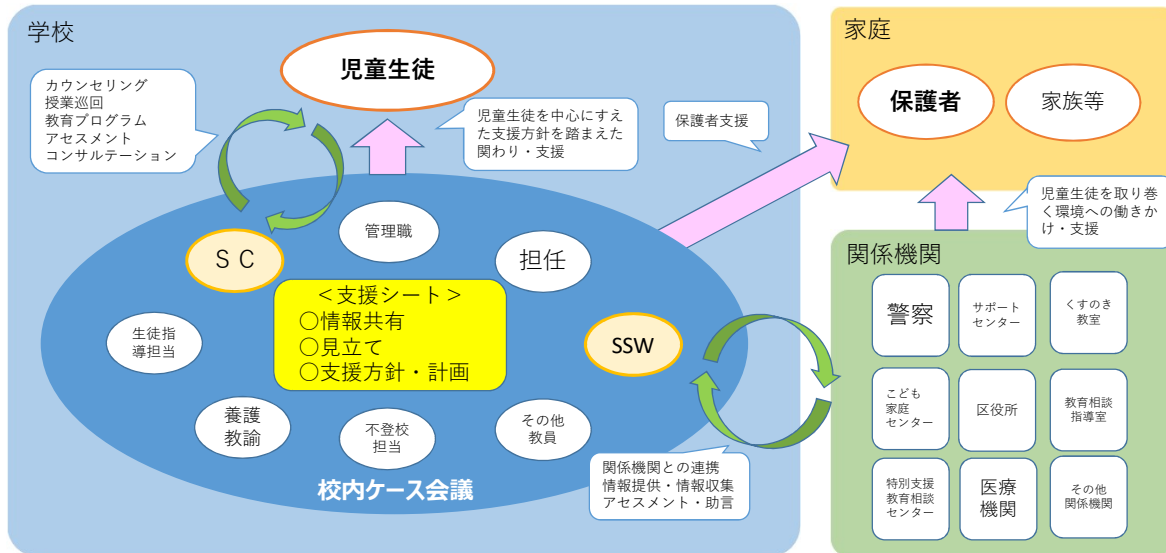 学校
児童生徒
カウンセリング
授業巡回
教育プログラム
アセスメント
コンサルテーション
児童生徒を中心にすえ
た支援方針を踏まえた
関わり・支援
保護者支援
家庭
保護者
家族等
児童生徒を取り巻
く環境への働きか
け・支援
管理職
ＳＣ
担任
＜支援シート＞
〇情報共有
〇見立て
〇支援方針・計画
生徒指
導担当
SSW
養護
教諭
不登校
担当
その他
教員
校内ケース会議
関係機関との連携
情報提供・情報収集
アセスメント・助言
関係機関
警察
サポート
センター
くすのき
教室
こども
家庭
センター
区役所
教育相談
指導室
特別支援
教育相談
センター
医療
機関
その他
関係機関